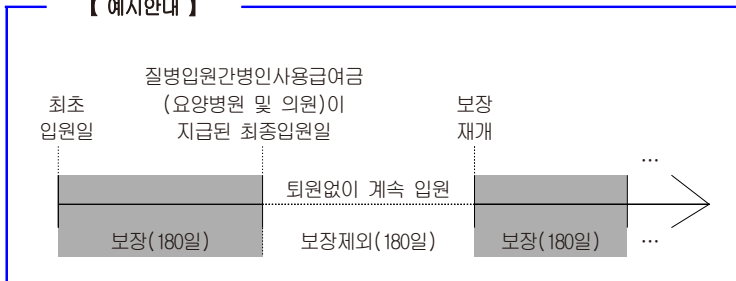 【 예시안내 】
질병입원간병인사용급여금
최초 (요양병원 및 의원)이 보장
입원일 지급된 최종입원일 재개
…
퇴원없이 계속 입원
보장(180일) 보장제외(180일) 보장(180일) …